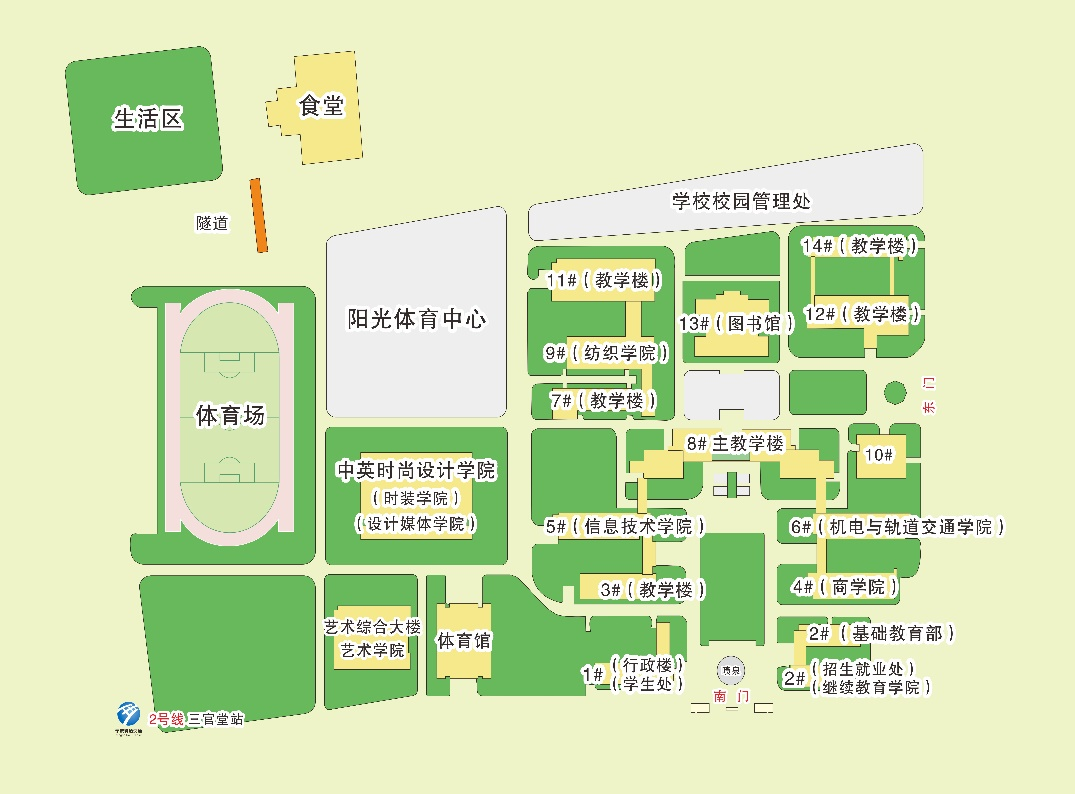 生活区
食堂
隧道
学校校园管理处
14#（教学楼）
11#（教学楼）
阳光体育中心
13#（图书馆）
12#（教学楼）
9#（纺织学院）
7#（教学楼）
东门
体育场
8#主教学楼
10#
中英时尚设计学院
（时装学院）
（设计媒体学院）
5#（信息技术学院）
6#（机电与轨道交通学院）
3#（教学楼）
4#（商学院）
艺术综合大楼
艺术学院
体育馆
2#（基础教育部）
1#（行政楼）
（学生处）
2#（招生就业处）
（继续教育学院）
南门
2号线 三官堂站